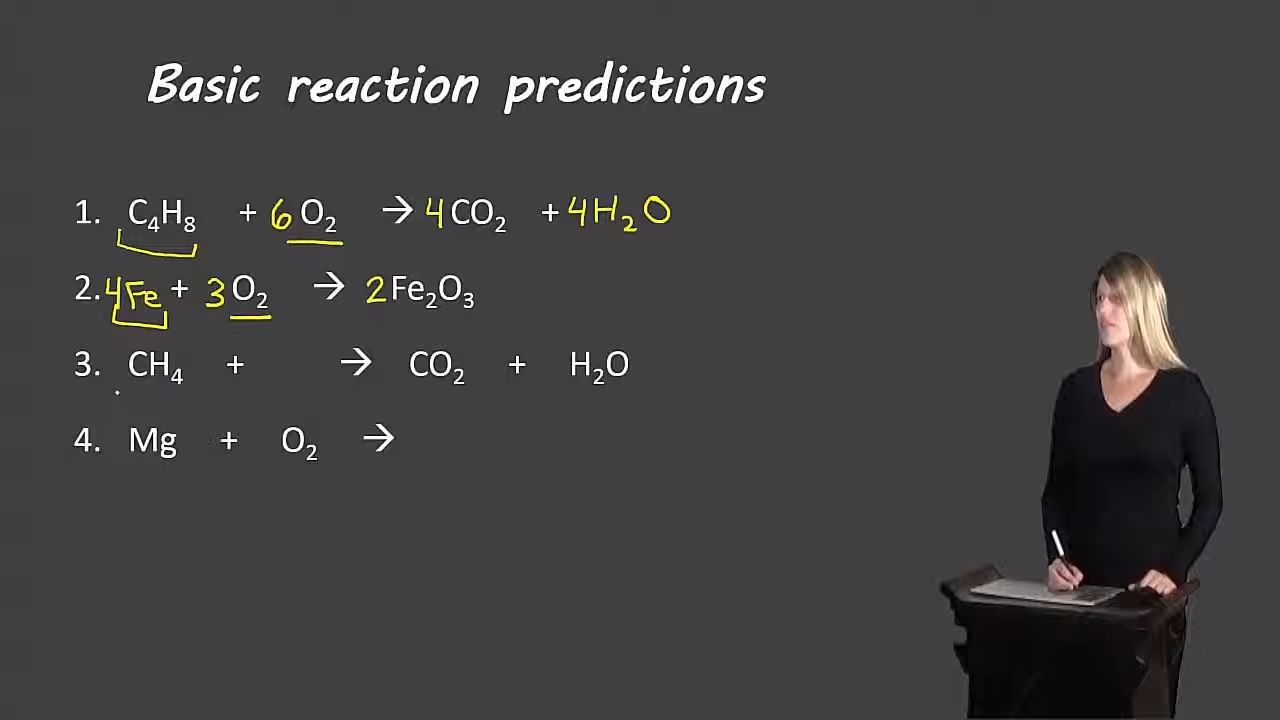 Basic reaction predictions
1. C₄H₈ + 6 O₂ → 4 CO₂ + 4 H₂O
2. 4 Fe + 3 O₂ → 2 Fe₂O₃
3. CH₄ + → CO₂ + H₂O
4. Mg + O₂ →